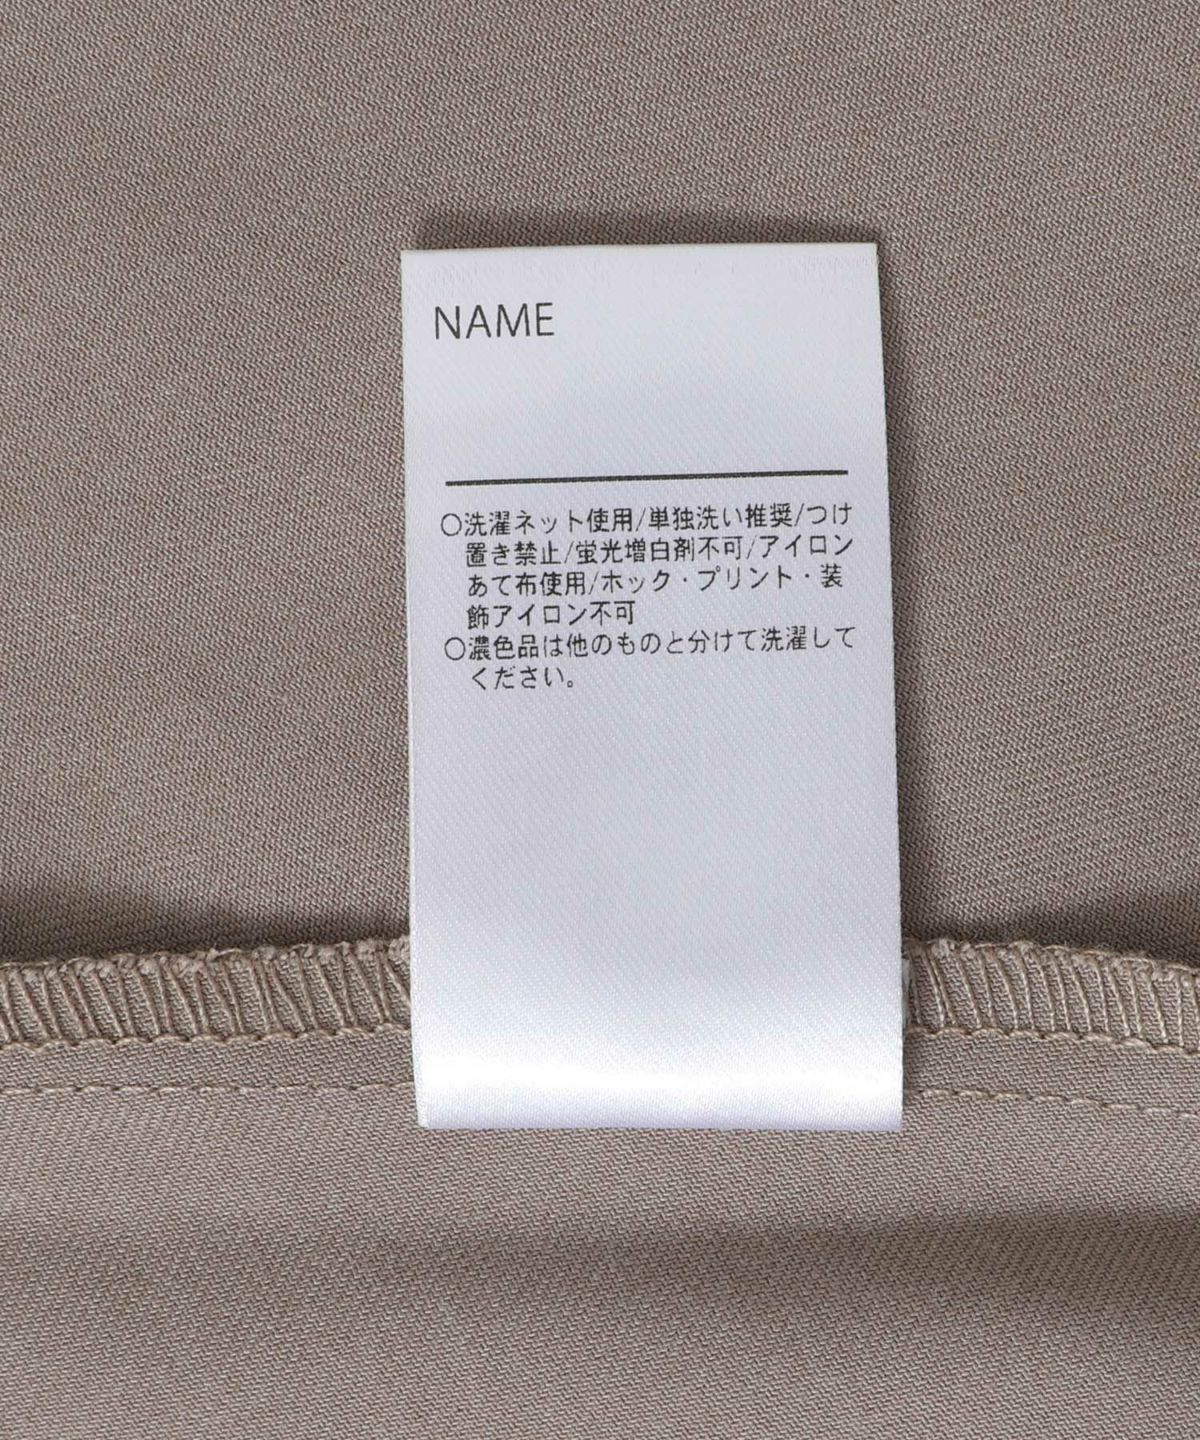 NAME
○洗濯ネット使用/単独洗い推奨/つけ
置き禁止/蛍光増白剤不可/アイロン
あて布使用/ホック・プリント・装
飾アイロン不可
○濃色品は他のものと分けて洗濯して
ください。